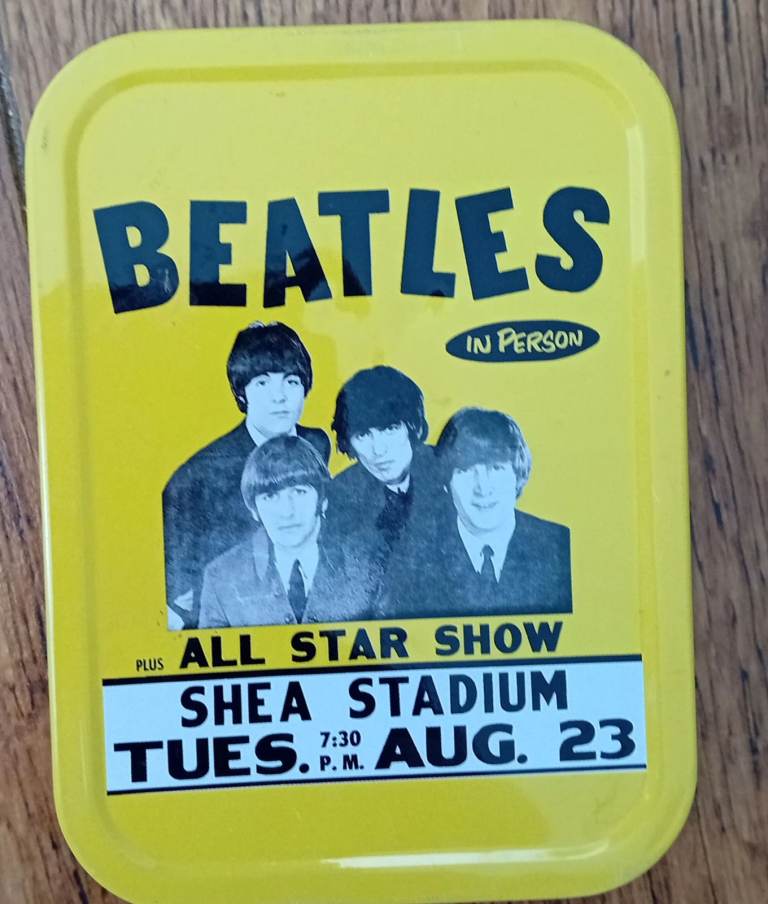 BEATLES
IN PERSON
PLUS ALL STAR SHOW
SHEA STADIUM
TUES. 7:30 P.M. AUG. 23